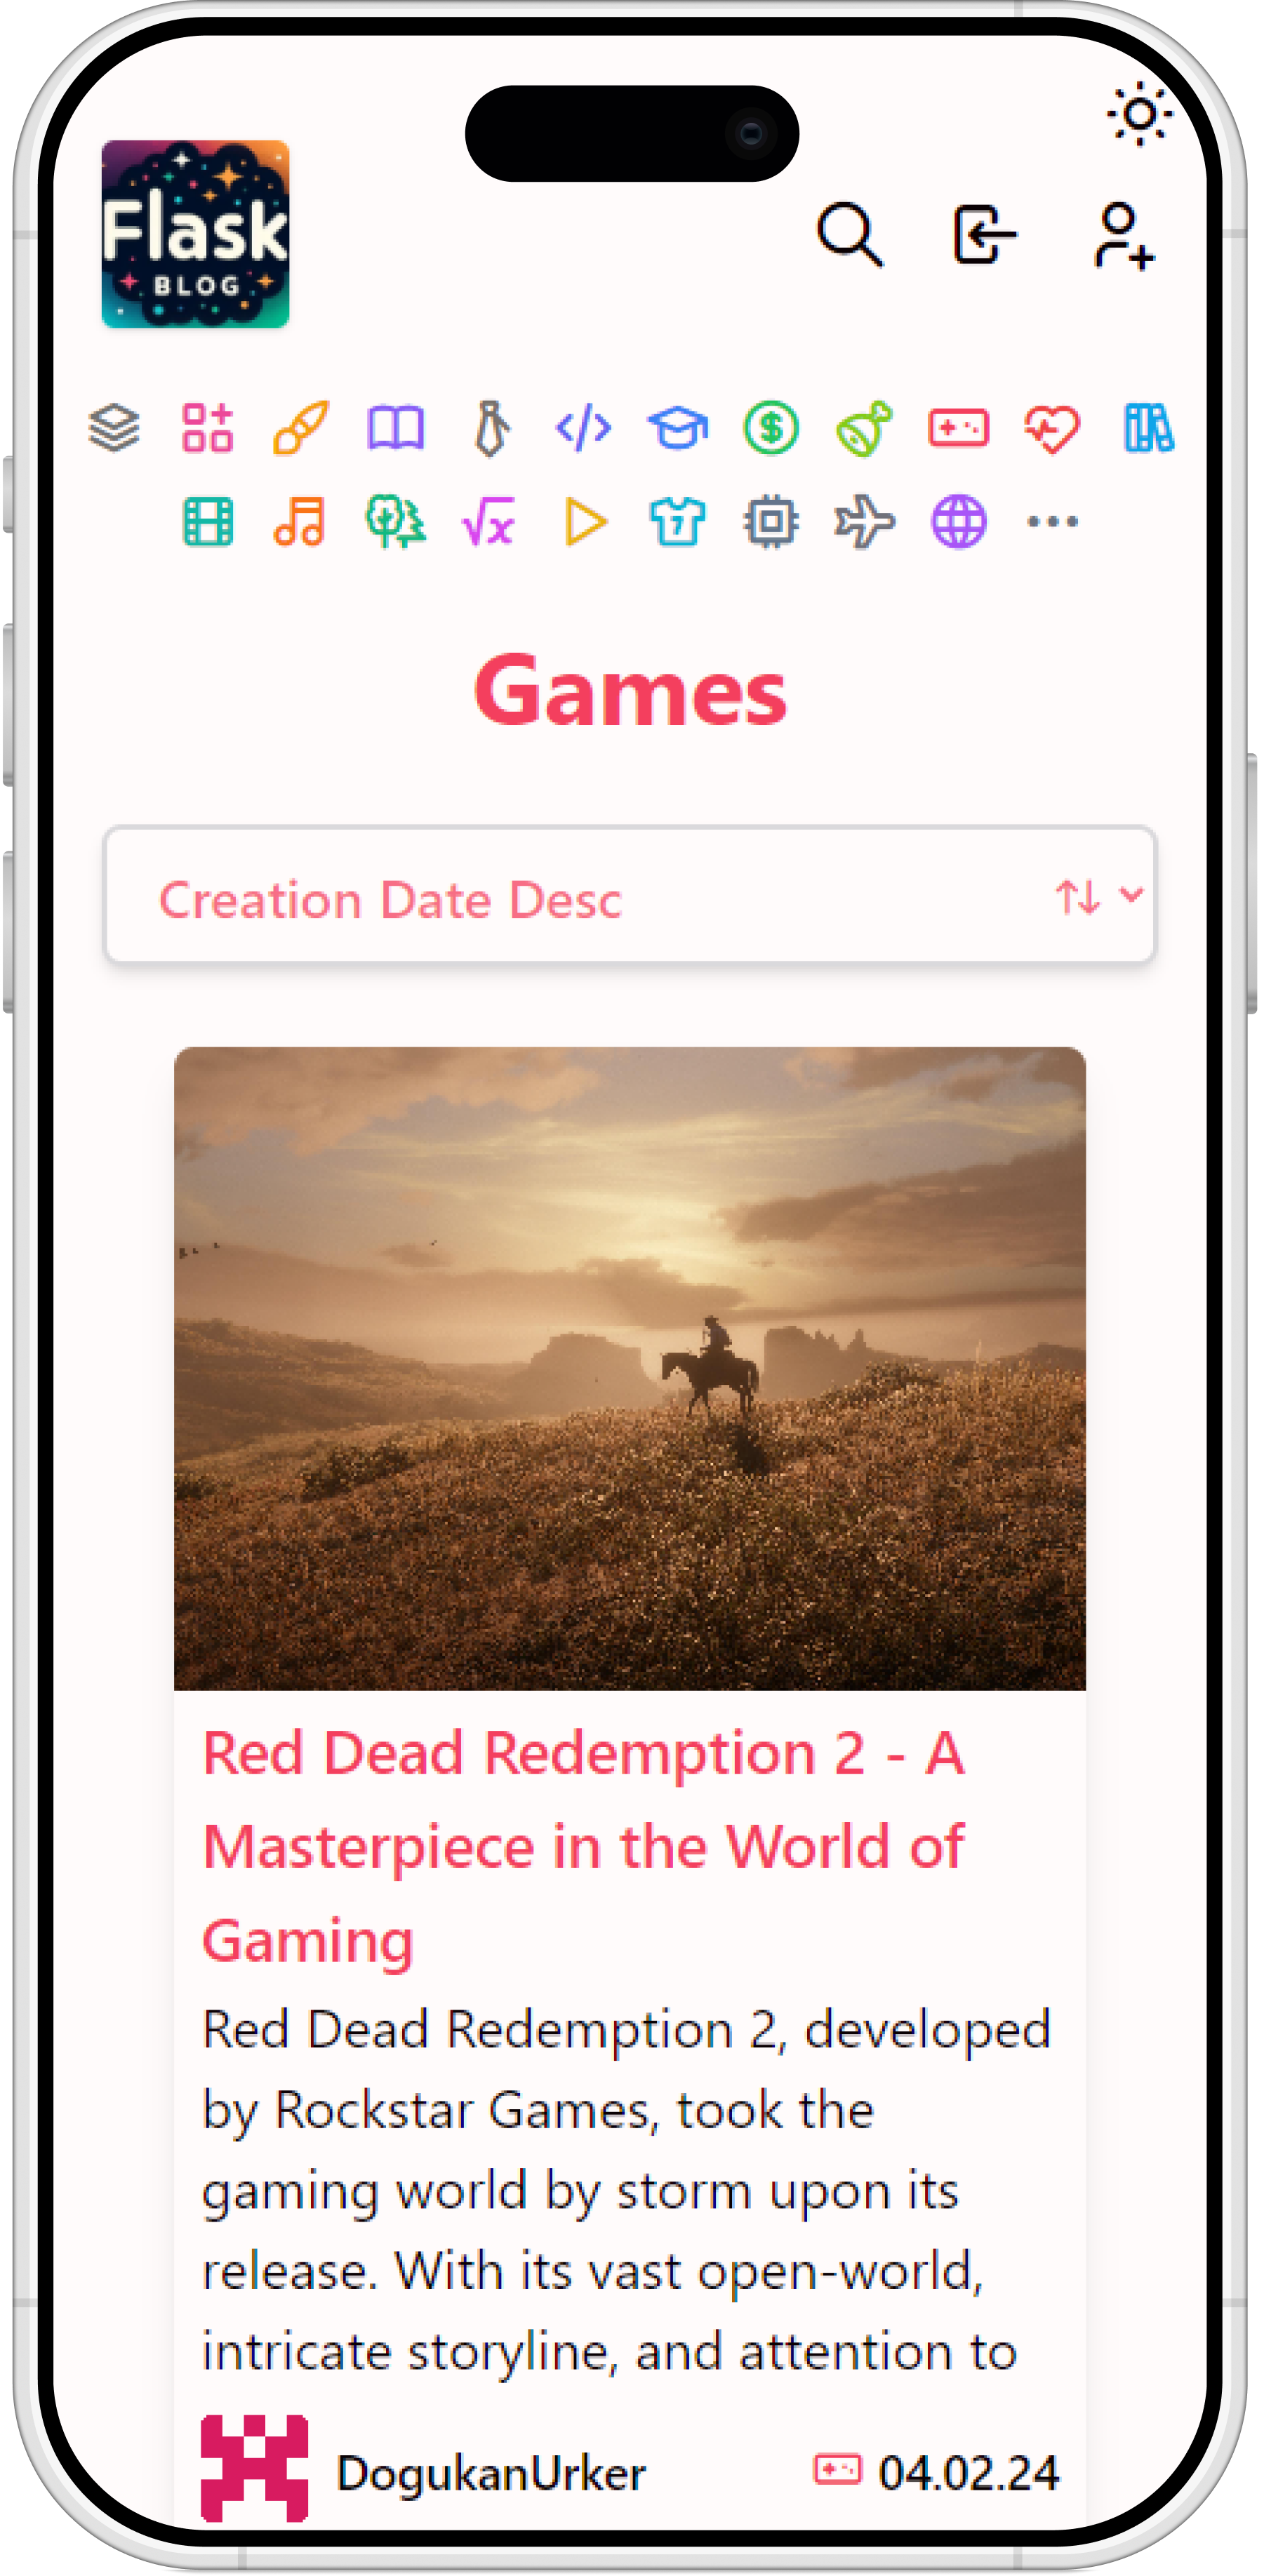 Flask
BLOG
Games
Creation Date Desc
Red Dead Redemption 2 - A
Masterpiece in the World of
Gaming
Red Dead Redemption 2, developed
by Rockstar Games, took the
gaming world by storm upon its
release. With its vast open-world,
intricate storyline, and attention to
DogukanUrker
04.02.24